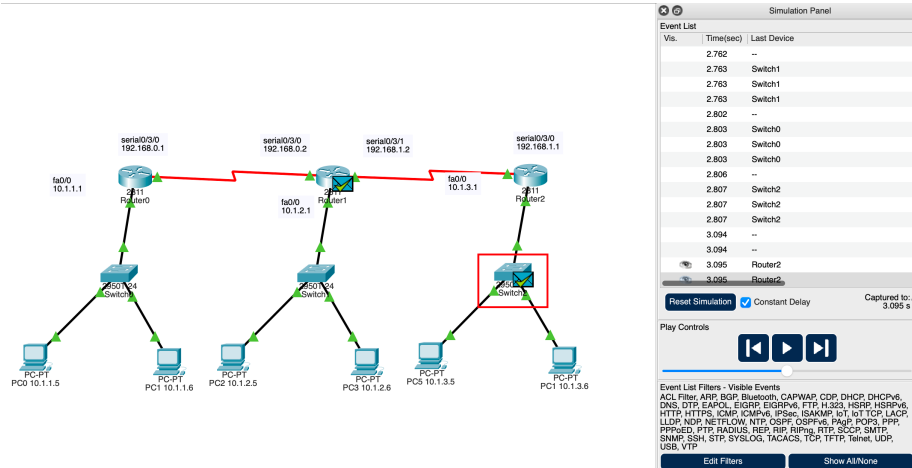 Simulation Panel
Event List
Vis. Time(sec) Last Device
2.762 --
2.763 Switch1
2.763 Switch1
2.763 Switch1
2.802 --
2.803 Switch0
2.803 Switch0
2.803 Switch0
2.806 --
2.807 Switch2
2.807 Switch2
2.807 Switch2
3.094 --
3.094 --
3.095 Router2
3.095 Router2
Reset Simulation Constant Delay Captured to:
3.095 s
Play Controls
Event List Filters - Visible Events
ACL Filter, ARP, BGP, Bluetooth, CAPWAP, CDP, DHCP, DHCPv6,
DNS, DTP, EAPOL, EIGRP, EIGRPv6, FTP, H.323, HSRP, HSRPv6,
HTTP, HTTPS, ICMP, ICMPv6, IPSec, ISAKMP, IoT, IoT TCP, LACP,
LLDP, NDP, NETFLOW, NTP, OSPF, OSPFv6, PAgP, POP3, PPP,
PPPoED, PTP, RADIUS, REP, RIP, RIPng, RTP, SCCP, SMTP,
SNMP, SSH, STP, SYSLOG, TACACS, TCP, TFTP, Telnet, UDP,
USB, VTP
Edit Filters Show All/None
serial0/3/0
192.168.0.1
serial0/3/0
192.168.0.2
serial0/3/1
192.168.1.2
serial0/3/0
192.168.1.1
fa0/0
10.1.1.1
fa0/0
10.1.2.1
fa0/0
10.1.3.1
2811
Router0
Router1
2811
Router2
Switch0
Switch1
PC-PT
PC0 10.1.1.5
PC-PT
PC1 10.1.1.6
PC-PT
PC2 10.1.2.5
PC-PT
PC3 10.1.2.6
PC-PT
PC5 10.1.3.5
PC-PT
PC1 10.1.3.6